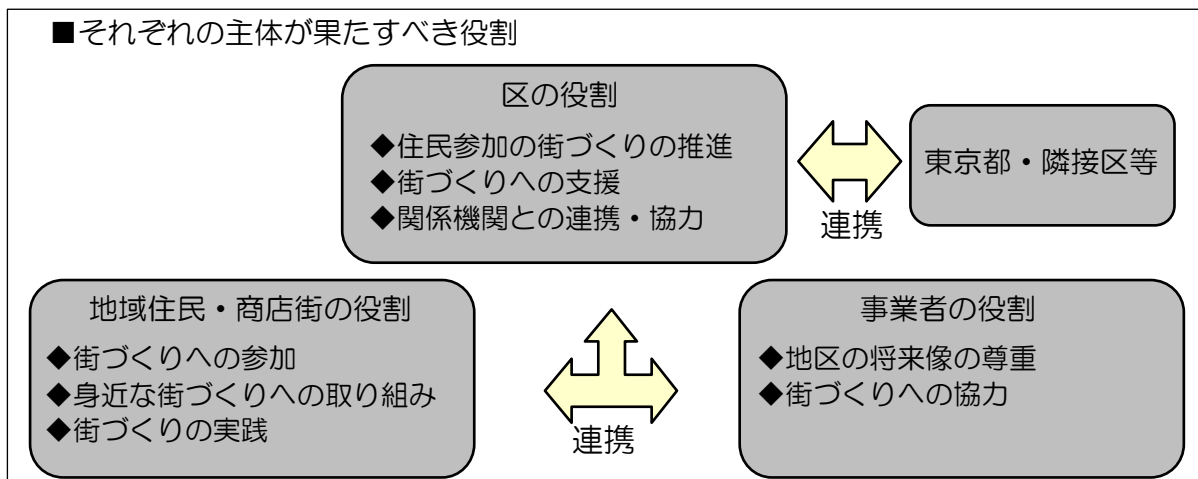 ■それぞれの主体が果たすべき役割
区の役割
◆住民参加の街づくりの推進
◆街づくりへの支援
◆関係機関との連携・協力
連携
東京都・隣接区等
地域住民・商店街の役割
◆街づくりへの参加
◆身近な街づくりへの取り組み
◆街づくりの実践
連携
事業者の役割
◆地区の将来像の尊重
◆街づくりへの協力